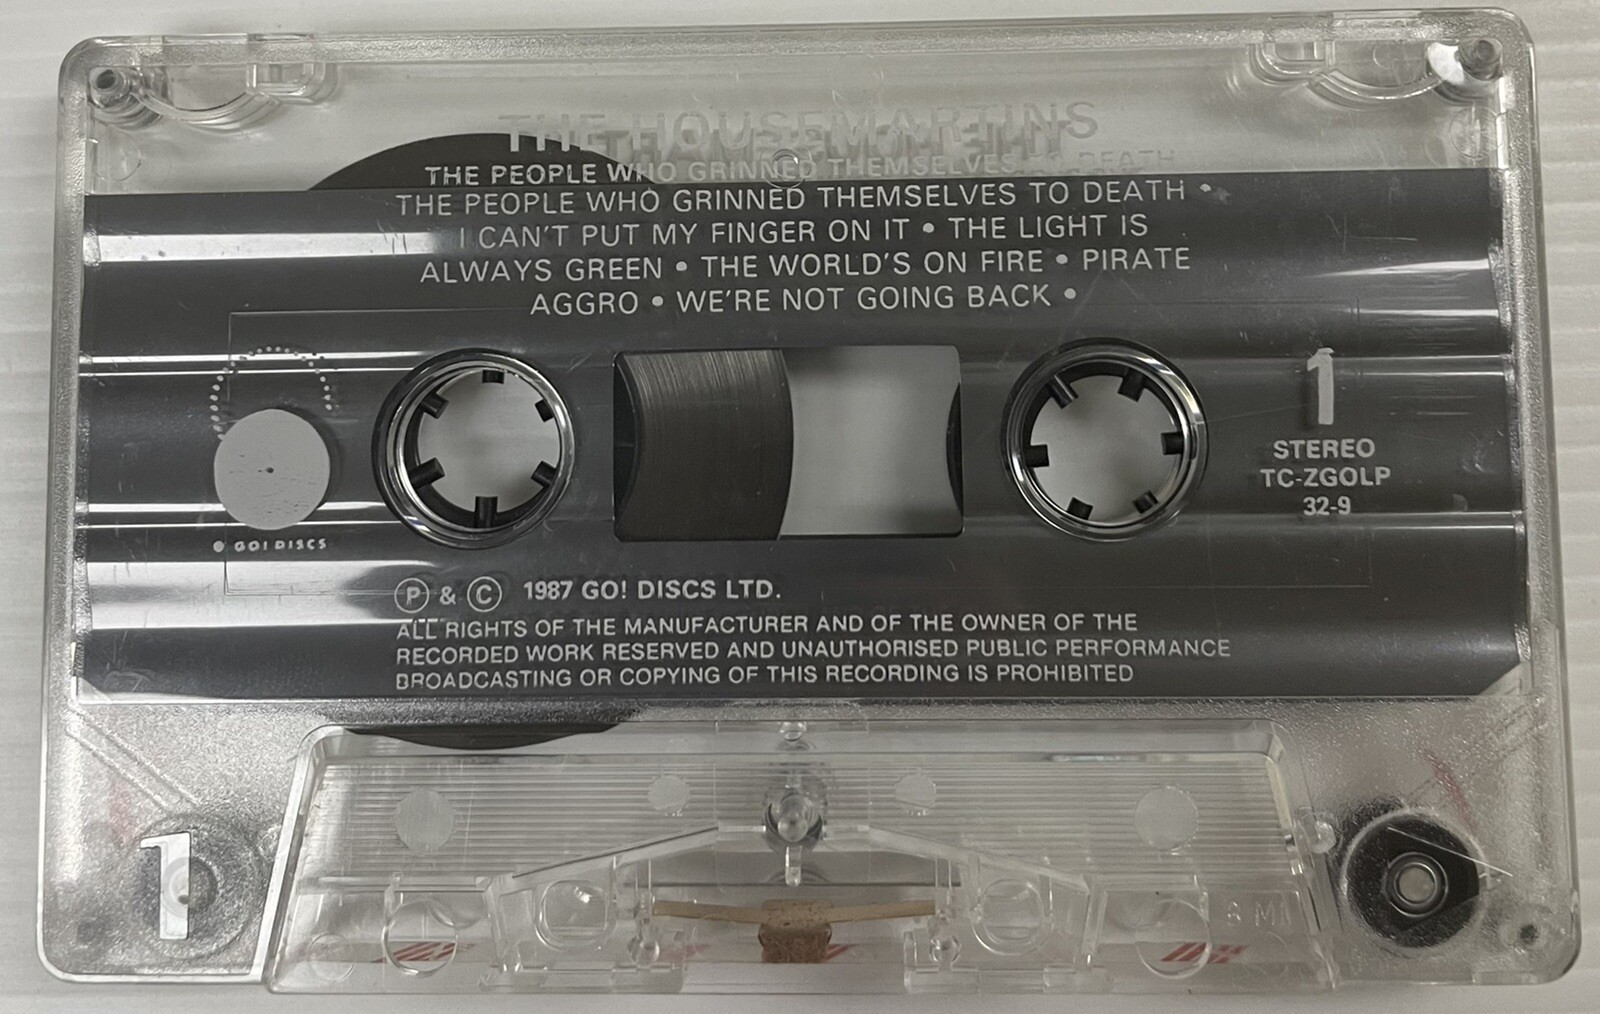 THE HOUSEMARTINS
THE PEOPLE WHO GRINNED THEMSELVES TO DEATH
THE PEOPLE WHO GRINNED THEMSELVES TO DEATH •
I CAN'T PUT MY FINGER ON IT • THE LIGHT IS
ALWAYS GREEN • THE WORLD'S ON FIRE • PIRATE
AGGRO • WE'RE NOT GOING BACK •
1
STEREO
TC-ZGOLP
32-9
GO! DISCS
Ⓟ & Ⓒ 1987 GO! DISCS LTD.
ALL RIGHTS OF THE MANUFACTURER AND OF THE OWNER OF THE
RECORDED WORK RESERVED AND UNAUTHORISED PUBLIC PERFORMANCE
BROADCASTING OR COPYING OF THIS RECORDING IS PROHIBITED
1